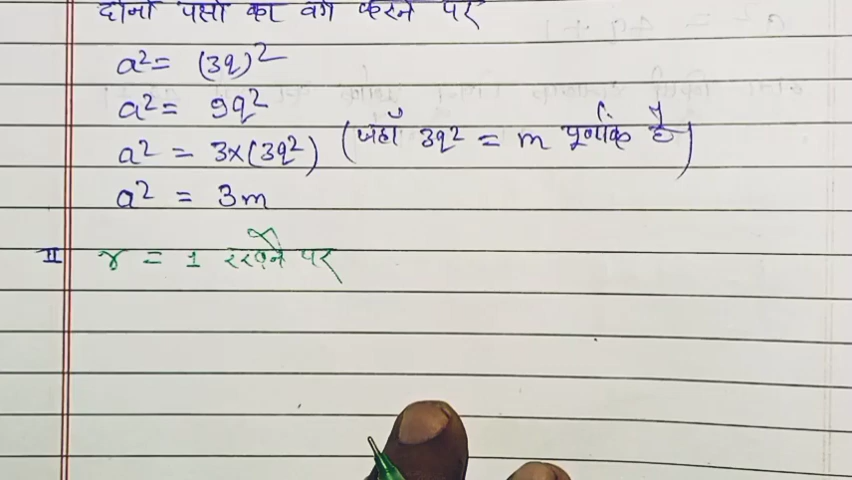 दोनों पक्षों का वर्ग करने पर
a² = (3q)²
a² = 9q²
a² = 3×(3q²) (जहाँ 3q² = m पूर्णांक है)
a² = 3m
II r = 1 रखने पर